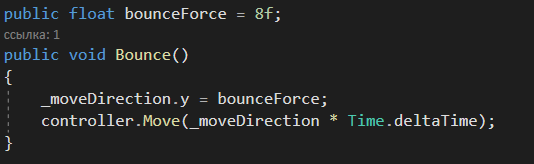 public float bounceForce = 8f;
ссылка: 1
public void Bounce()
{
_moveDirection.y = bounceForce;
controller.Move(_moveDirection * Time.deltaTime);
}